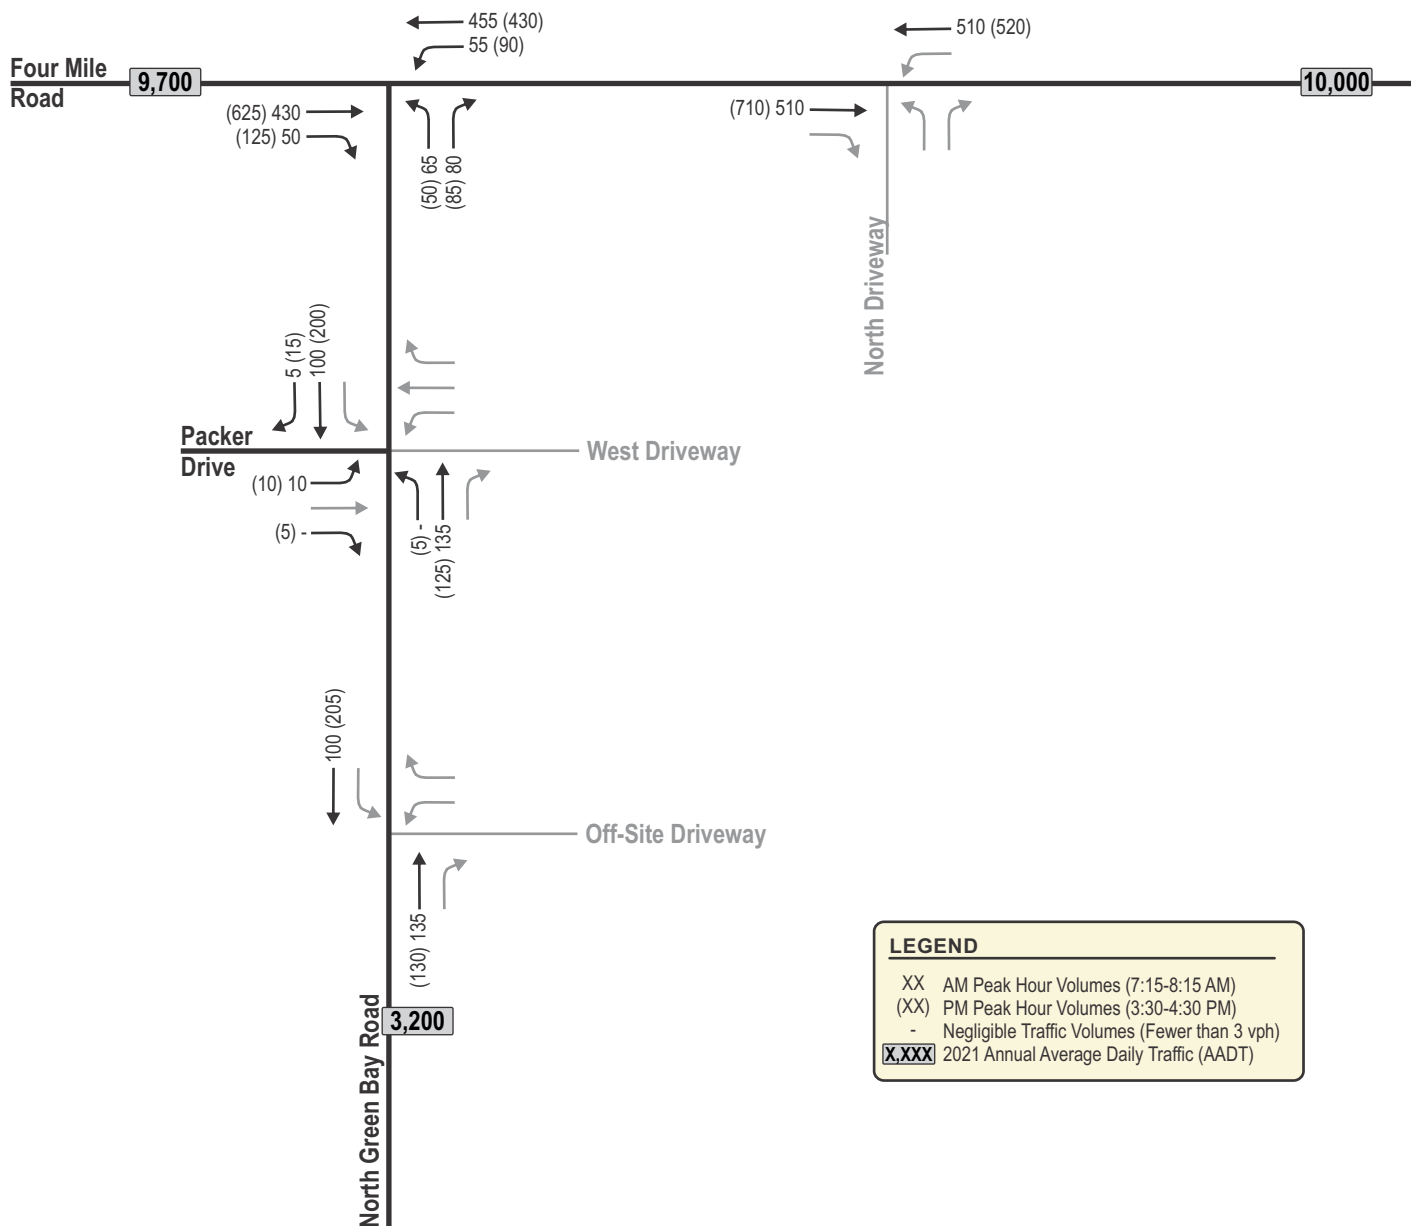 455 (430)
55 (90)
510 (520)
Four Mile
Road
9,700
10,000
(625) 430
(125) 50
(50) 65
(85) 80
(710) 510
North Driveway
5 (15)
100 (200)
Packer
Drive
West Driveway
(10) 10
(5) -
(5) -
(125) 135
100 (205)
Off-Site Driveway
(130) 135
North Green Bay Road
3,200
LEGEND
XX AM Peak Hour Volumes (7:15-8:15 AM)
(XX) PM Peak Hour Volumes (3:30-4:30 PM)
- Negligible Traffic Volumes (Fewer than 3 vph)
X,XXX 2021 Annual Average Daily Traffic (AADT)